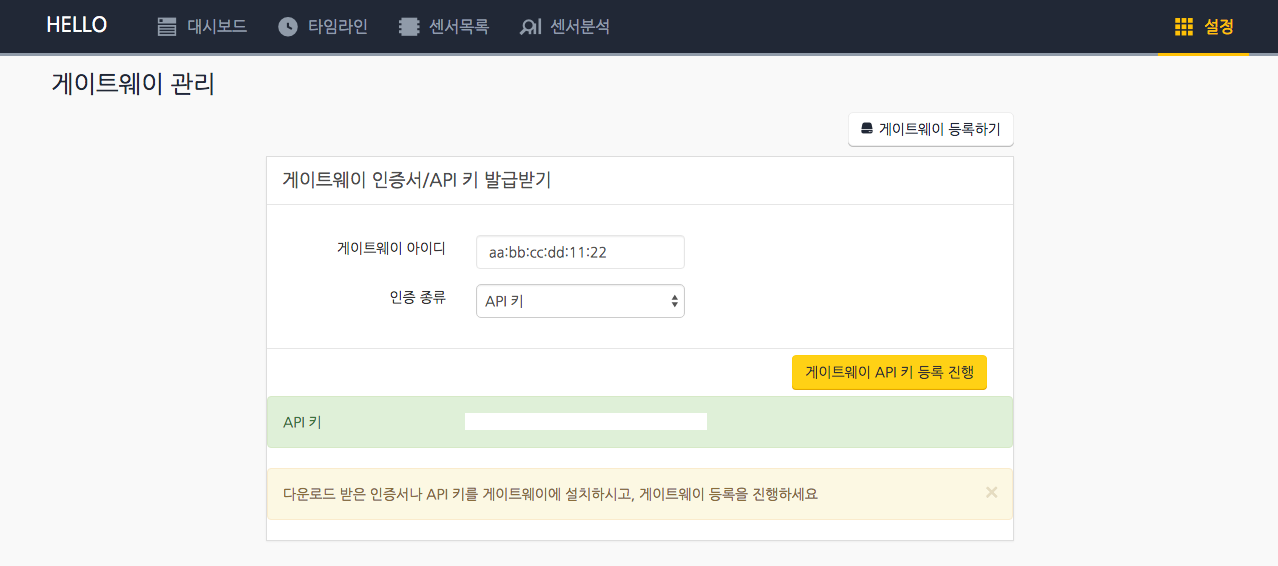 HELLO 대시보드 타임라인 센서목록 센서분석 설정
게이트웨이 관리
게이트웨이 등록하기
게이트웨이 인증서/API 키 발급받기
게이트웨이 아이디 aa:bb:cc:dd:11:22
인증 종류 API 키
게이트웨이 API 키 등록 진행
API 키
다운로드 받은 인증서나 API 키를 게이트웨이에 설치하시고, 게이트웨이 등록을 진행하세요 ×